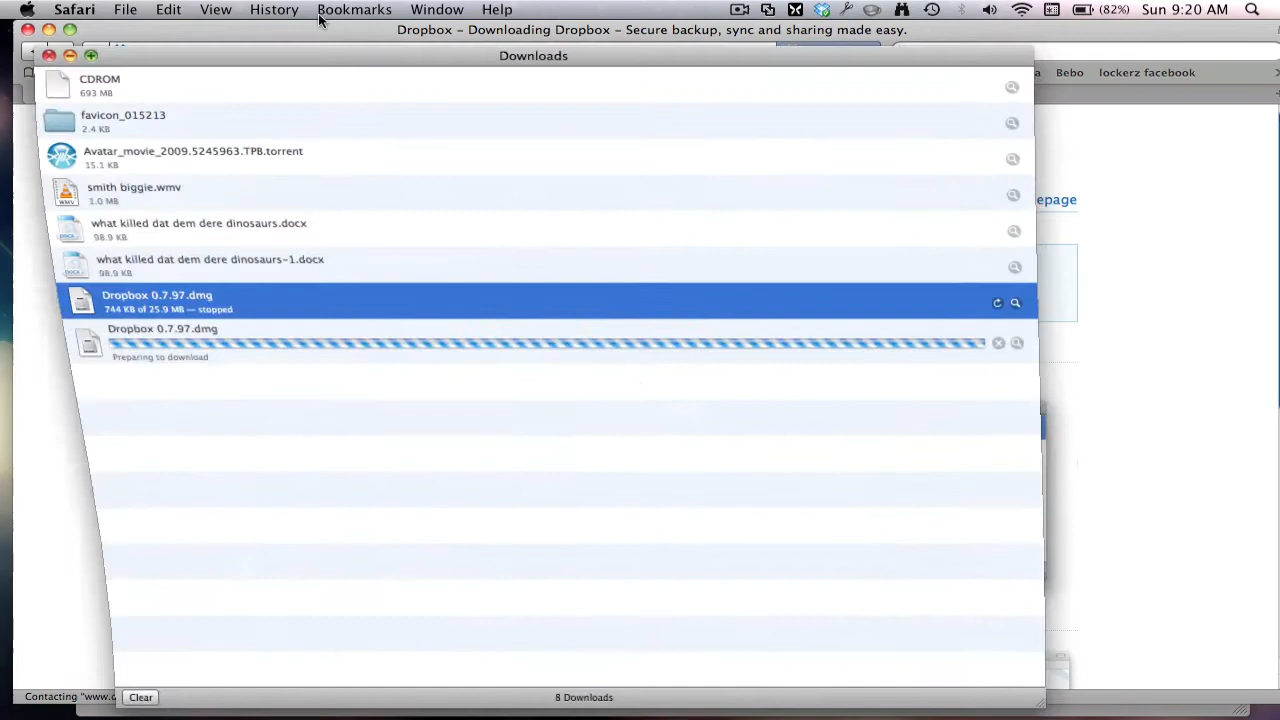 Safari File Edit View History Bookmarks Window Help (82%) Sun 9:20 AM
Dropbox – Downloading Dropbox – Secure backup, sync and sharing made easy.
Downloads
Bebo lockerz facebook
CDROM
693 MB
favicon_015213
2.4 KB
Avatar_movie_2009.5245963.TPB.torrent
15.1 KB
smith biggie.wmv
1.0 MB
epage
what killed dat dem dere dinosaurs.docx
98.9 KB
what killed dat dem dere dinosaurs-1.docx
98.9 KB
Dropbox 0.7.97.dmg
744 KB of 25.9 MB — stopped
Dropbox 0.7.97.dmg
Preparing to download
Contacting "www.
Clear
8 Downloads